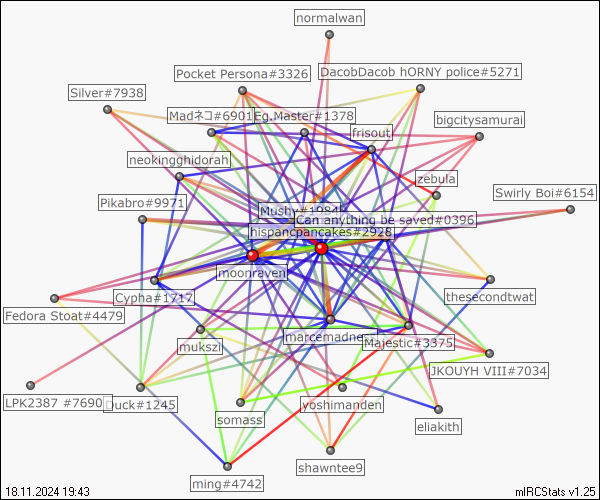 normalwan
Pocket Persona#3326
DacobDacob hORNY police#5271
Silver#7938
Madネコ#6901
Eg.Master#1378
bigcitysamurai
frisout
neokingghidorah
zebula
Swirly Boi#6154
Pikabro#9971
Mushy#1984
Can anything be saved#0396
hispancpancakes#2928
moonraven
Cypha#1717
thesecondtwat
Fedora Stoat#4479
marcemadne
Majestic#3375
mukszi
JKOUYH VIII#7034
LPK2387 #7690
Duck#1245
somass
yoshimanden
eliakith
shawntee9
ming#4742
18.11.2024 19:43
mIRCStats v1.25